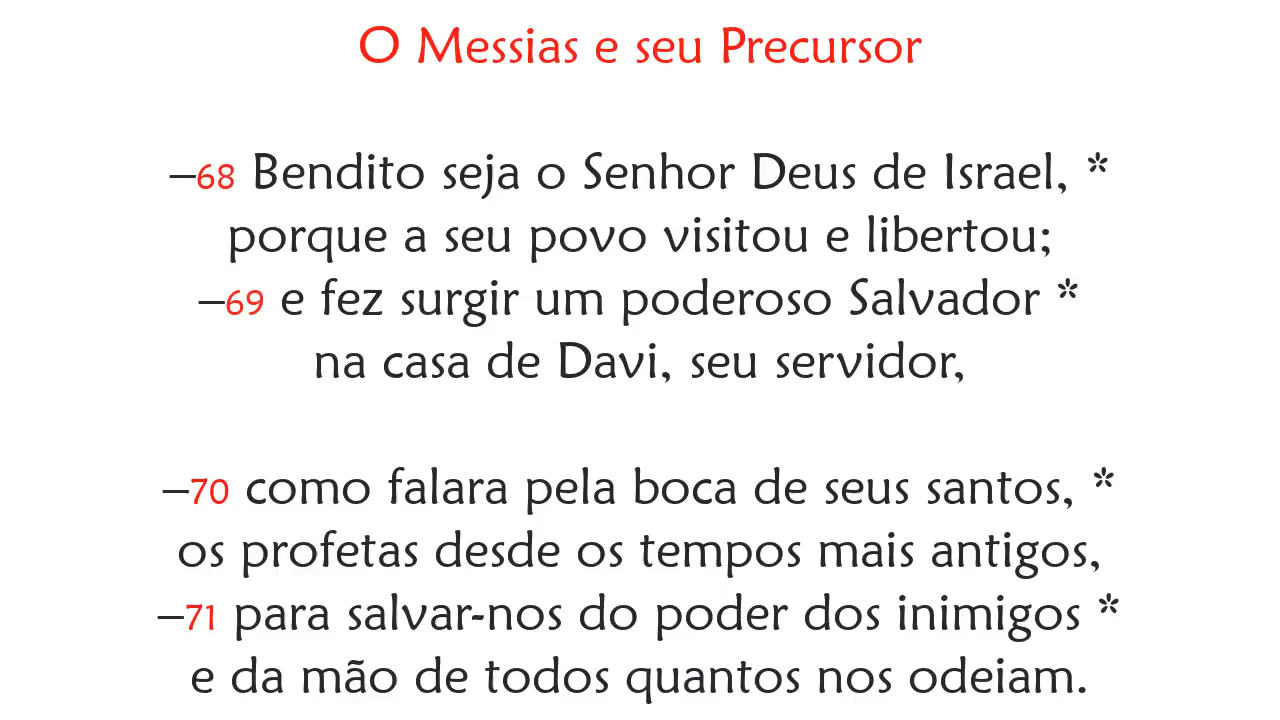 O Messias e seu Precursor
–68 Bendito seja o Senhor Deus de Israel, *
porque a seu povo visitou e libertou;
–69 e fez surgir um poderoso Salvador *
na casa de Davi, seu servidor,
–70 como falara pela boca de seus santos, *
os profetas desde os tempos mais antigos,
–71 para salvar-nos do poder dos inimigos *
e da mão de todos quantos nos odeiam.